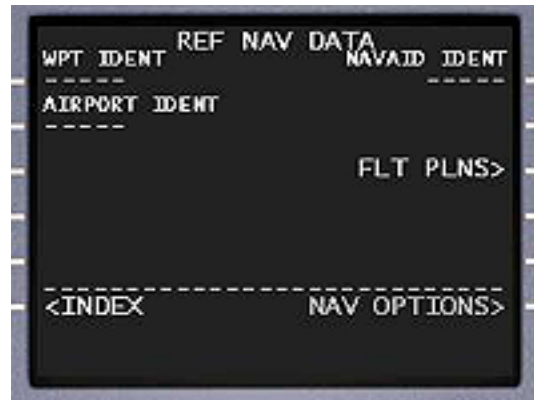 REF NAV DATA
WPT IDENT NAVAID IDENT
----- -----
AIRPORT IDENT
-----
FLT PLNS>
------------------------
<INDEX NAV OPTIONS>